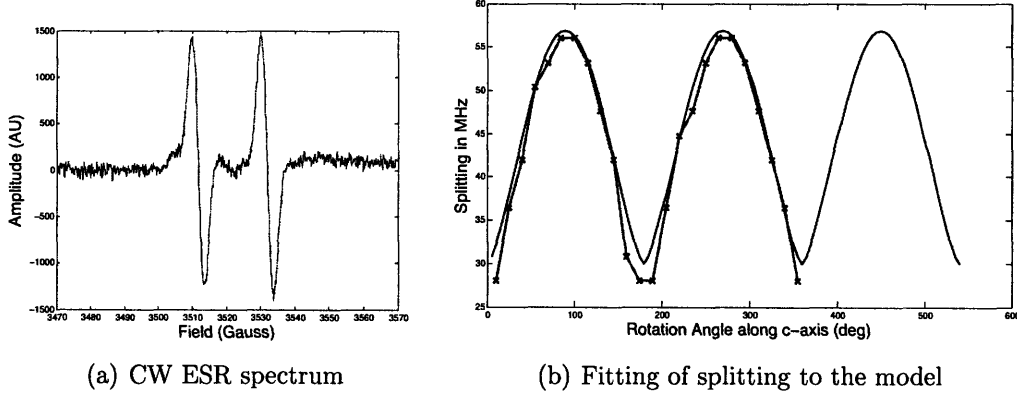 1500
1000
500
0
-500
-1000
-1500
3470 3480 3490 3500 3510 3520 3530 3540 3550 3560 3570
Amplitude (AU)
Field (Gauss)
(a) CW ESR spectrum
60
55
50
45
40
35
30
25
0 100 200 300 400 500 600
Splitting in MHz
Rotation Angle along c-axis (deg)
(b) Fitting of splitting to the model